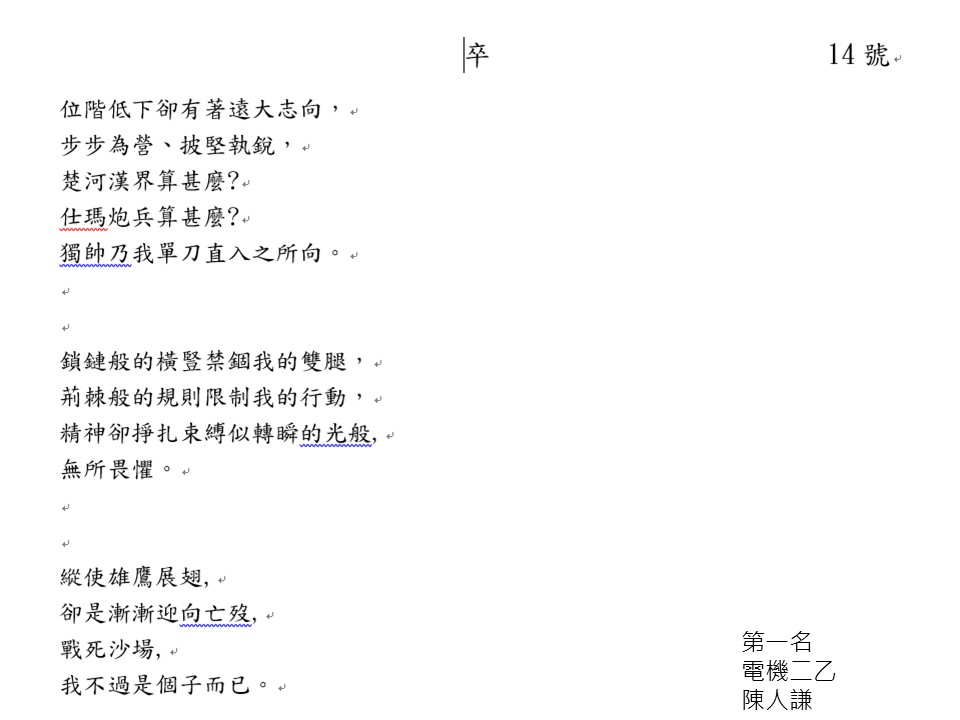 卒
14 號
位階低下卻有著遠大志向，
步步為營、披堅執銳，
楚河漢界算甚麼?
仕瑪炮兵算甚麼?
獨帥乃我單刀直入之所向。
鎖鏈般的橫豎禁錮我的雙腿，
荊棘般的規則限制我的行動，
精神卻掙扎束縛似轉瞬的光般,
無所畏懼。
縱使雄鷹展翅,
卻是漸漸迎向亡歿,
戰死沙場,
我不過是個子而已。
第一名
電機二乙
陳人謙